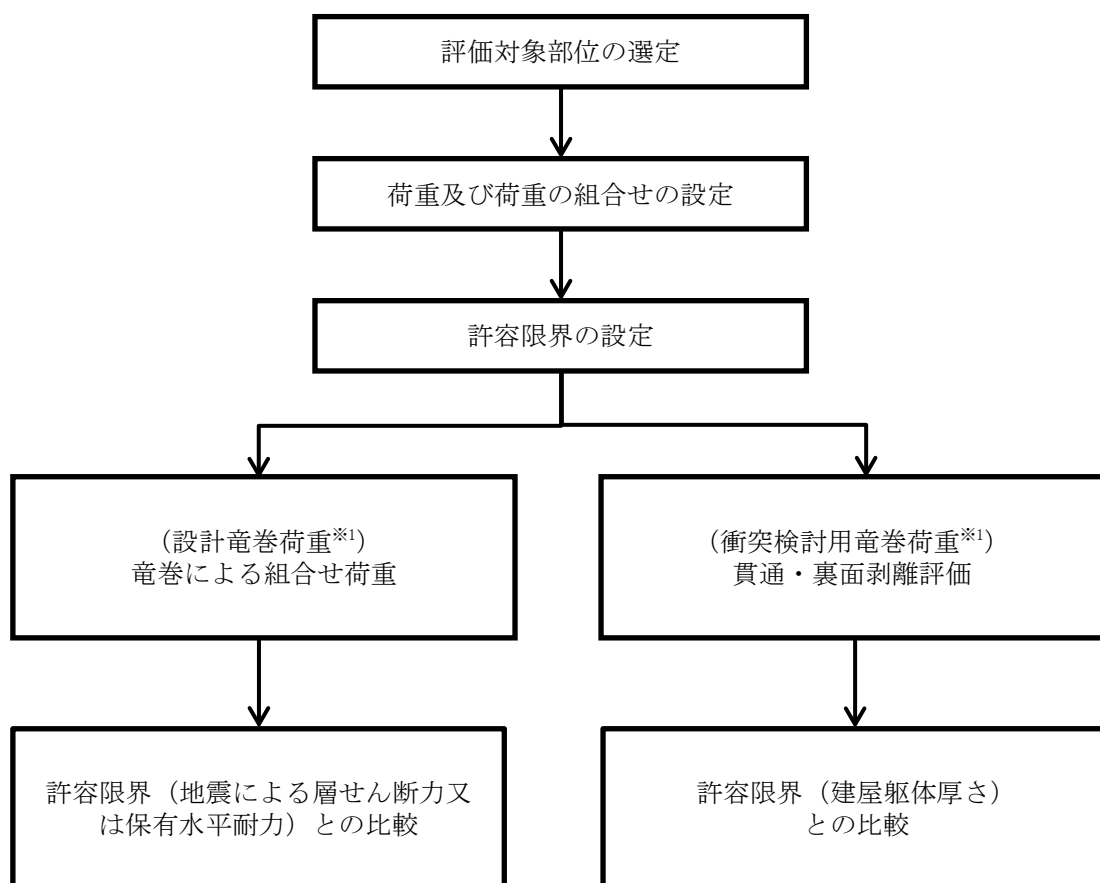 評価対象部位の選定
荷重及び荷重の組合せの設定
許容限界の設定
（設計竜巻荷重※1）
竜巻による組合せ荷重
（衝突検討用竜巻荷重※1）
貫通・裏面剥離評価
許容限界（地震による層せん断力又
は保有水平耐力）との比較
許容限界（建屋躯体厚さ）
との比較